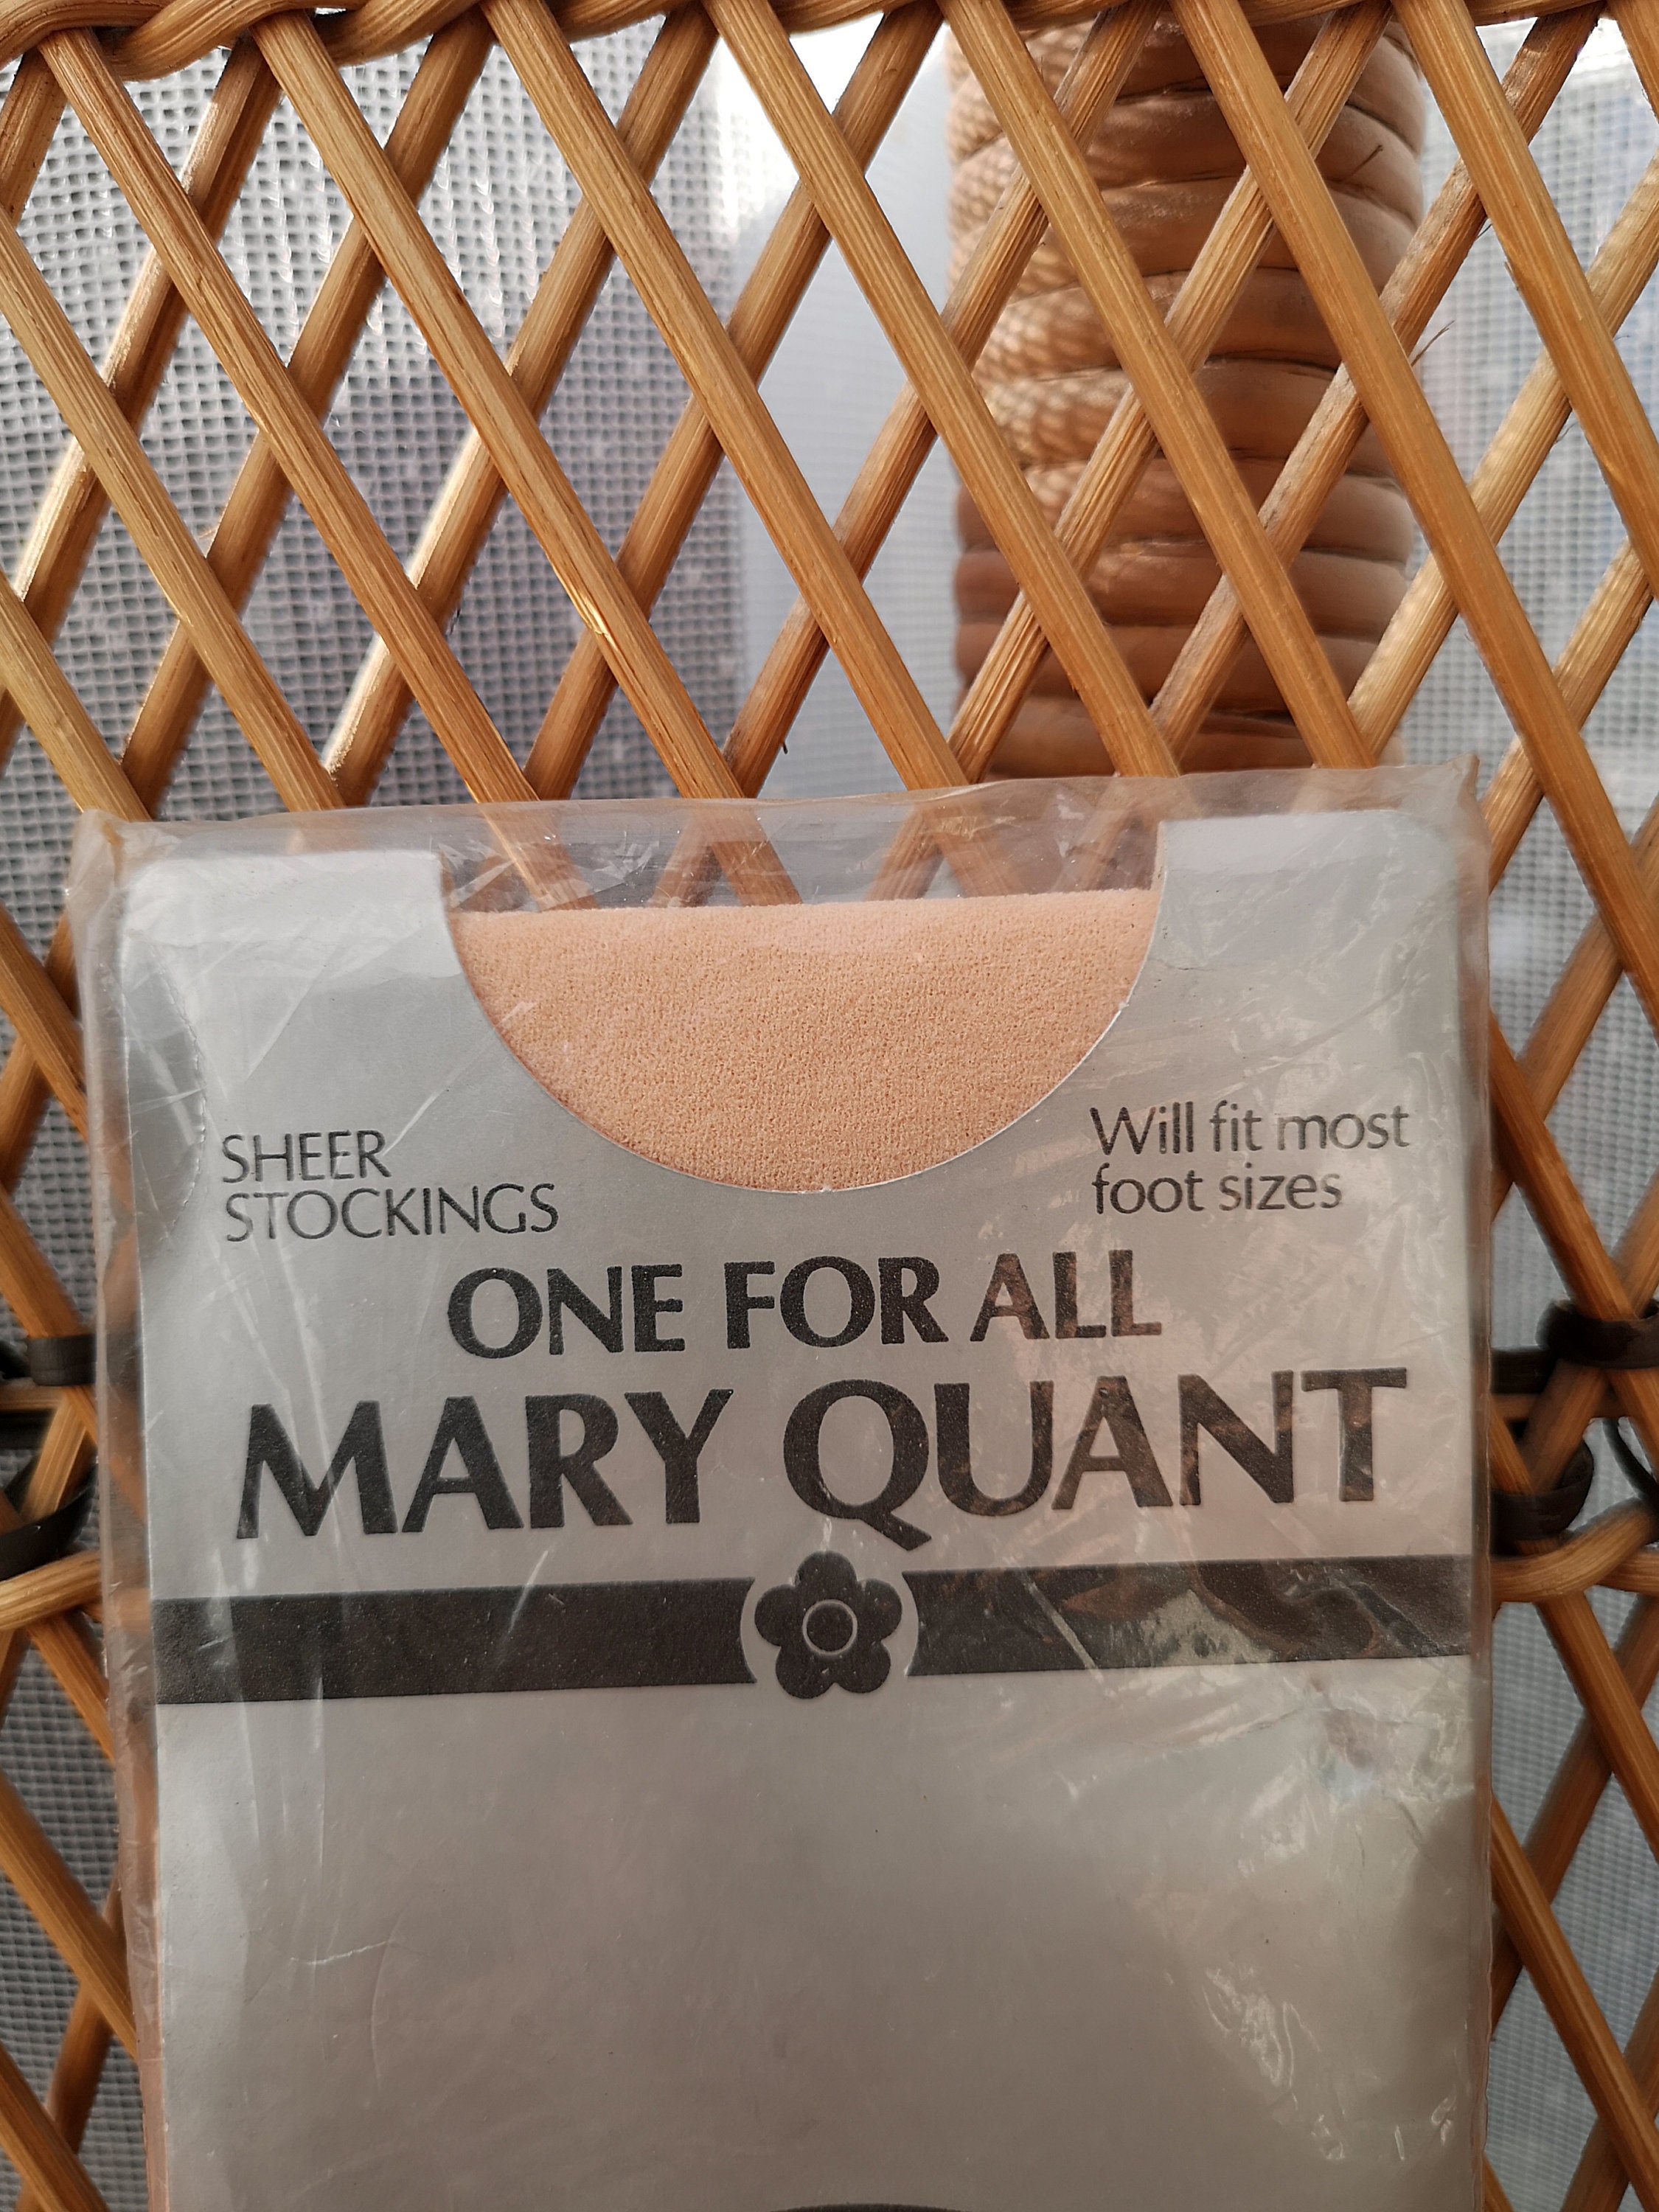 SHEER
STOCKINGS
Will fit most
foot sizes
ONE FOR ALL
MARY QUANT